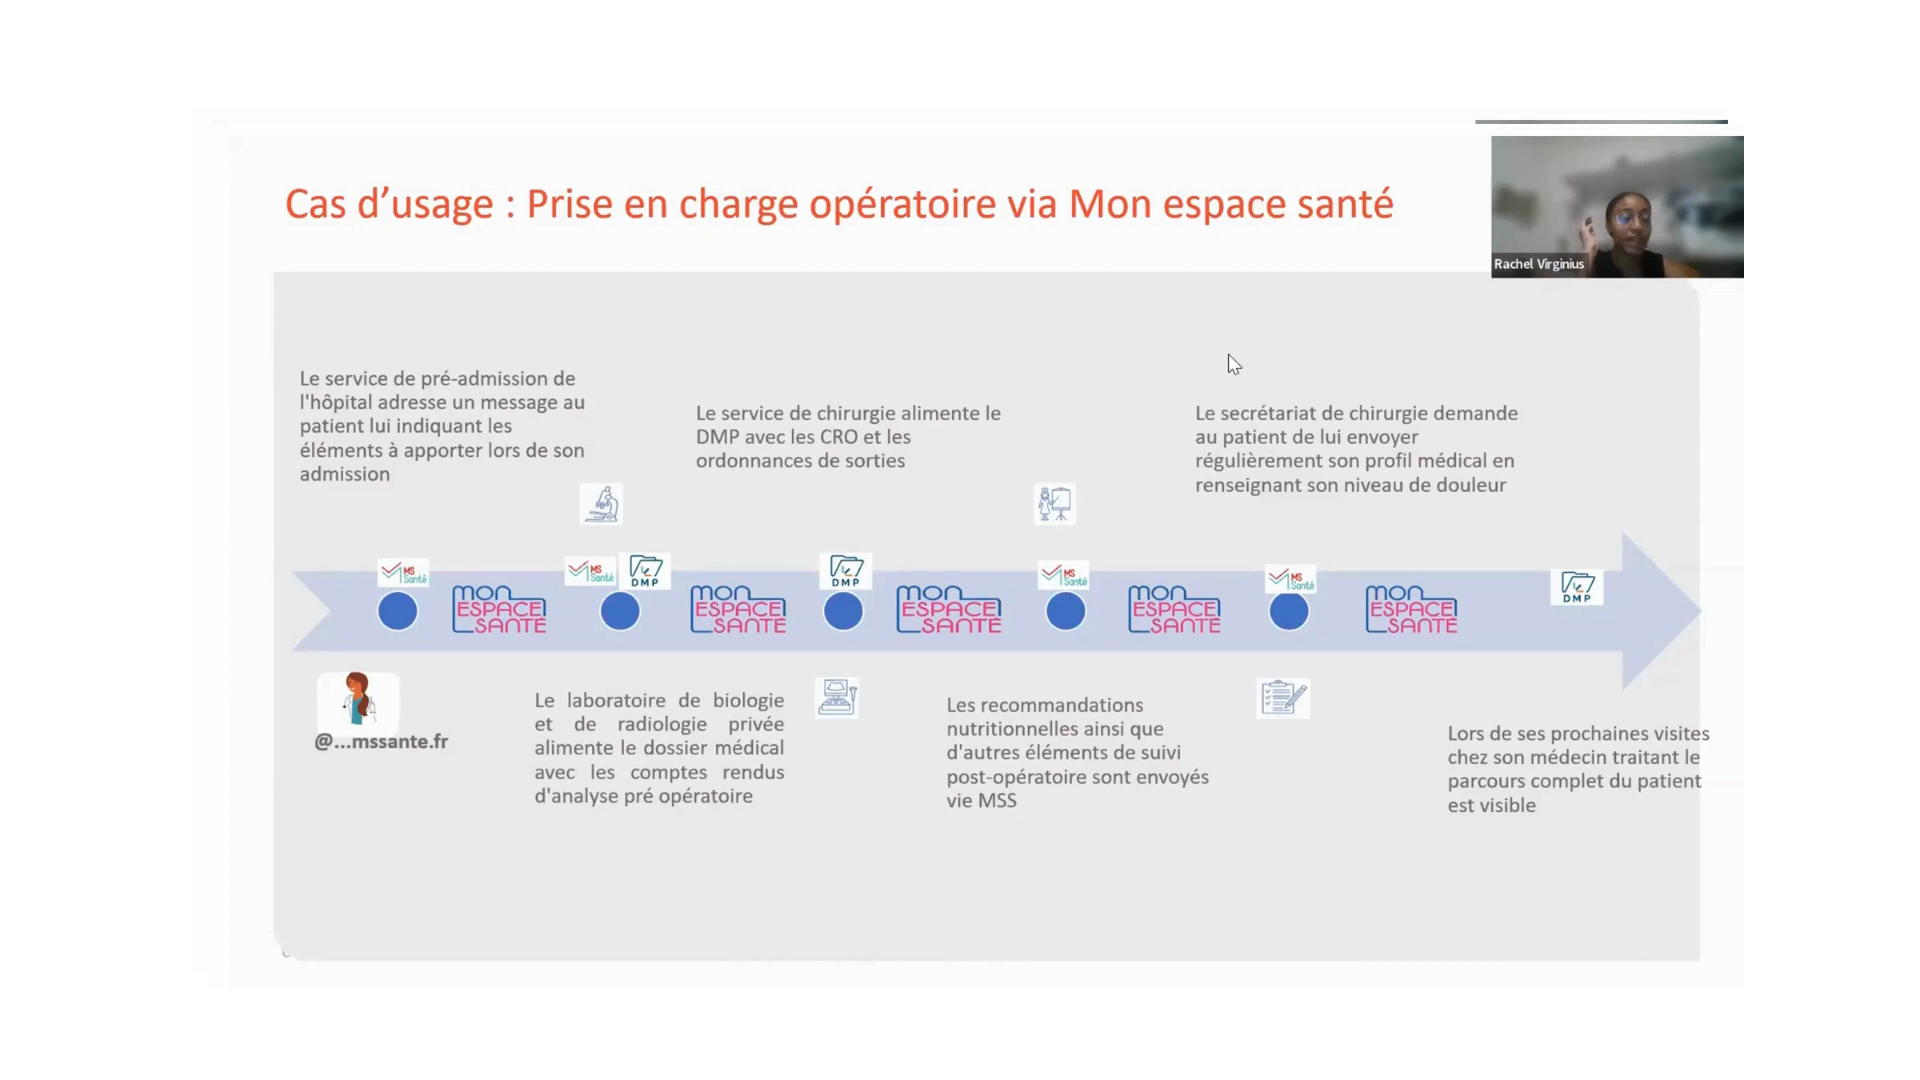 Cas d'usage : Prise en charge opératoire via Mon espace santé
Rachel Virginius
Le service de pré-admission de
l'hôpital adresse un message au
patient lui indiquant les
éléments à apporter lors de son
admission
Le service de chirurgie alimente le
DMP avec les CRO et les
ordonnances de sorties
Le secrétariat de chirurgie demande
au patient de lui envoyer
régulièrement son profil médical en
renseignant son niveau de douleur
MS
Santé
MS
Santé
DMP
DMP
MS
Santé
MS
Santé
DMP
mon
ESPACE
SANTE
mon
ESPACE
SANTE
mon
ESPACE
SANTE
mon
ESPACE
SANTE
mon
ESPACE
SANTE
@...mssante.fr
Le laboratoire de biologie
et de radiologie privée
alimente le dossier médical
avec les comptes rendus
d'analyse pré opératoire
Les recommandations
nutritionnelles ainsi que
d'autres éléments de suivi
post-opératoire sont envoyés
vie MSS
Lors de ses prochaines visites
chez son médecin traitant le
parcours complet du patient
est visible